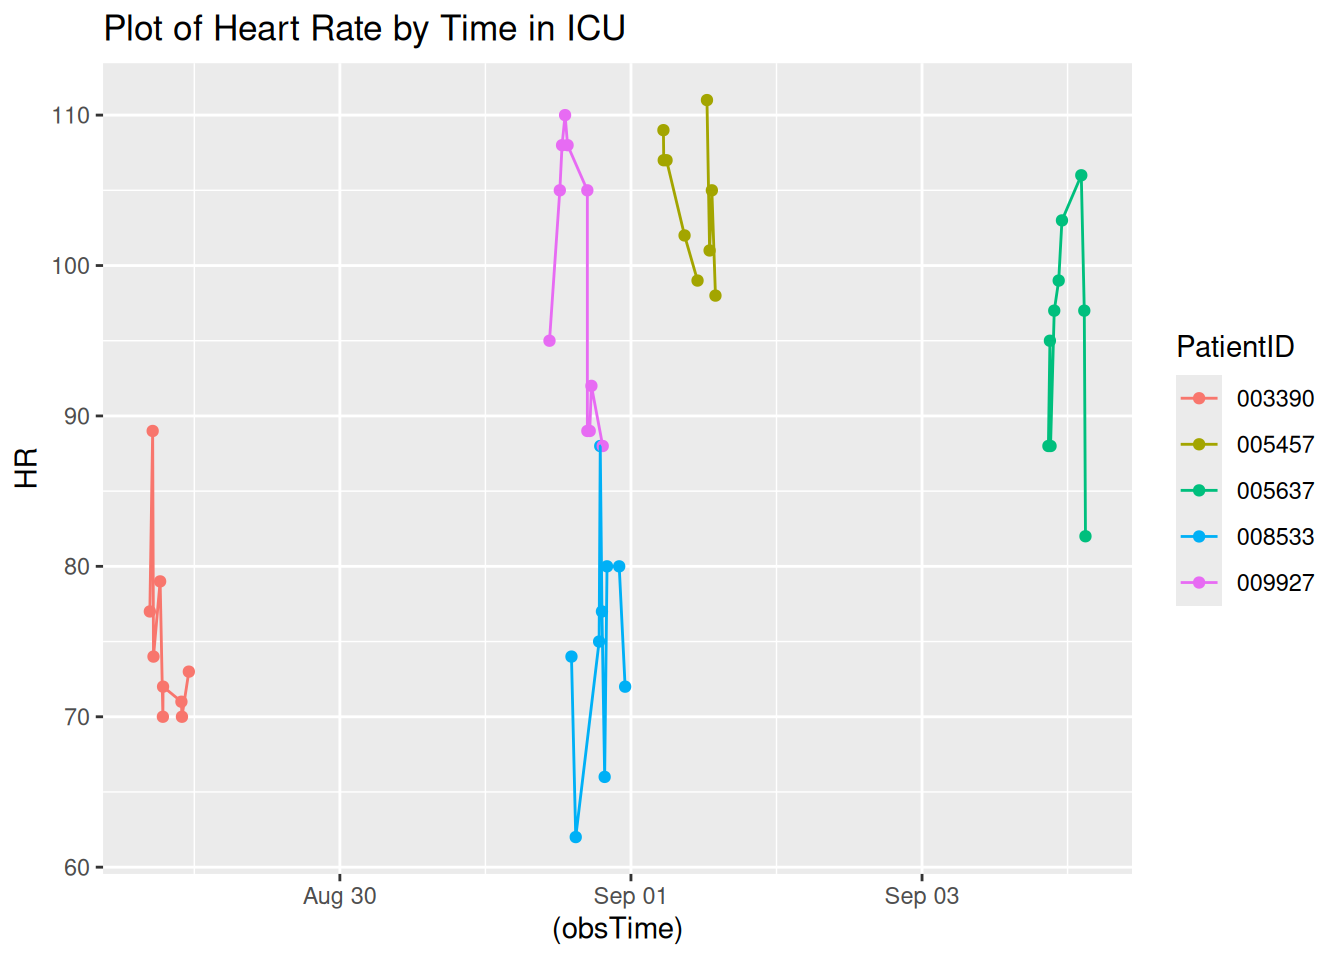 Plot of Heart Rate by Time in ICU
110
100
90
80
70
60
HR
Aug 30
Sep 01
Sep 03
(obsTime)
PatientID
003390
005457
005637
008533
009927